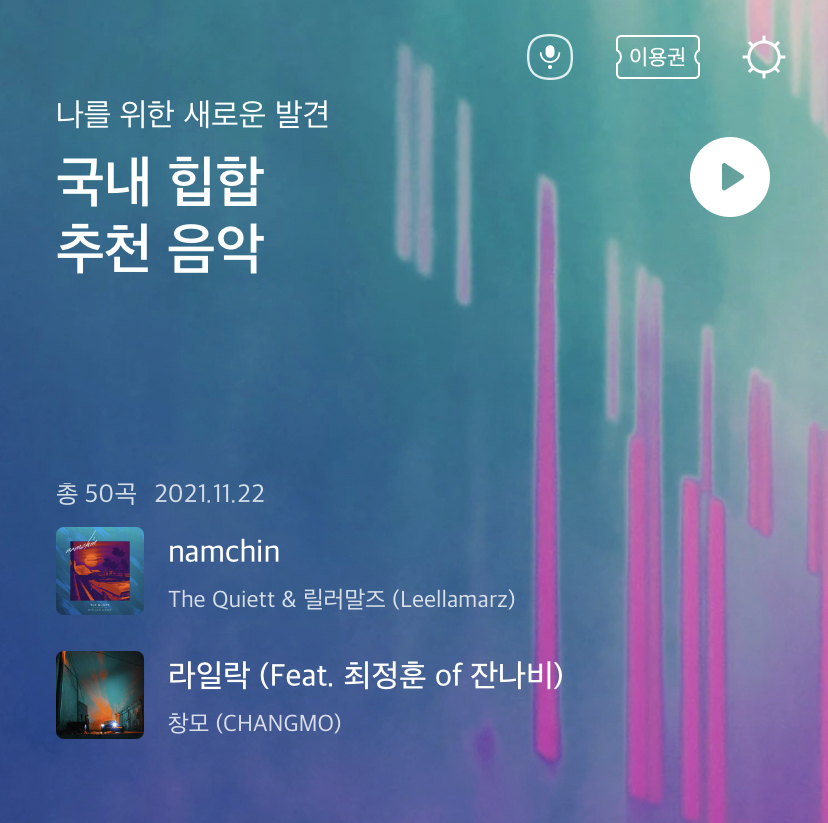 이용권
나를 위한 새로운 발견
국내 힙합
추천 음악
총 50곡 2021.11.22
namchin
namchin
The Quiett & 릴러말즈 (Leellamarz)
라일락 (Feat. 최정훈 of 잔나비)
창모 (CHANGMO)